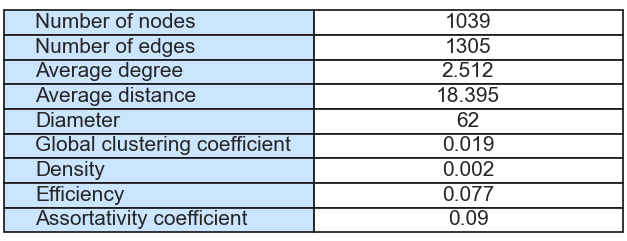 Number of nodes 1039
Number of edges 1305
Average degree 2.512
Average distance 18.395
Diameter 62
Global clustering coefficient 0.019
Density 0.002
Efficiency 0.077
Assortativity coefficient 0.09